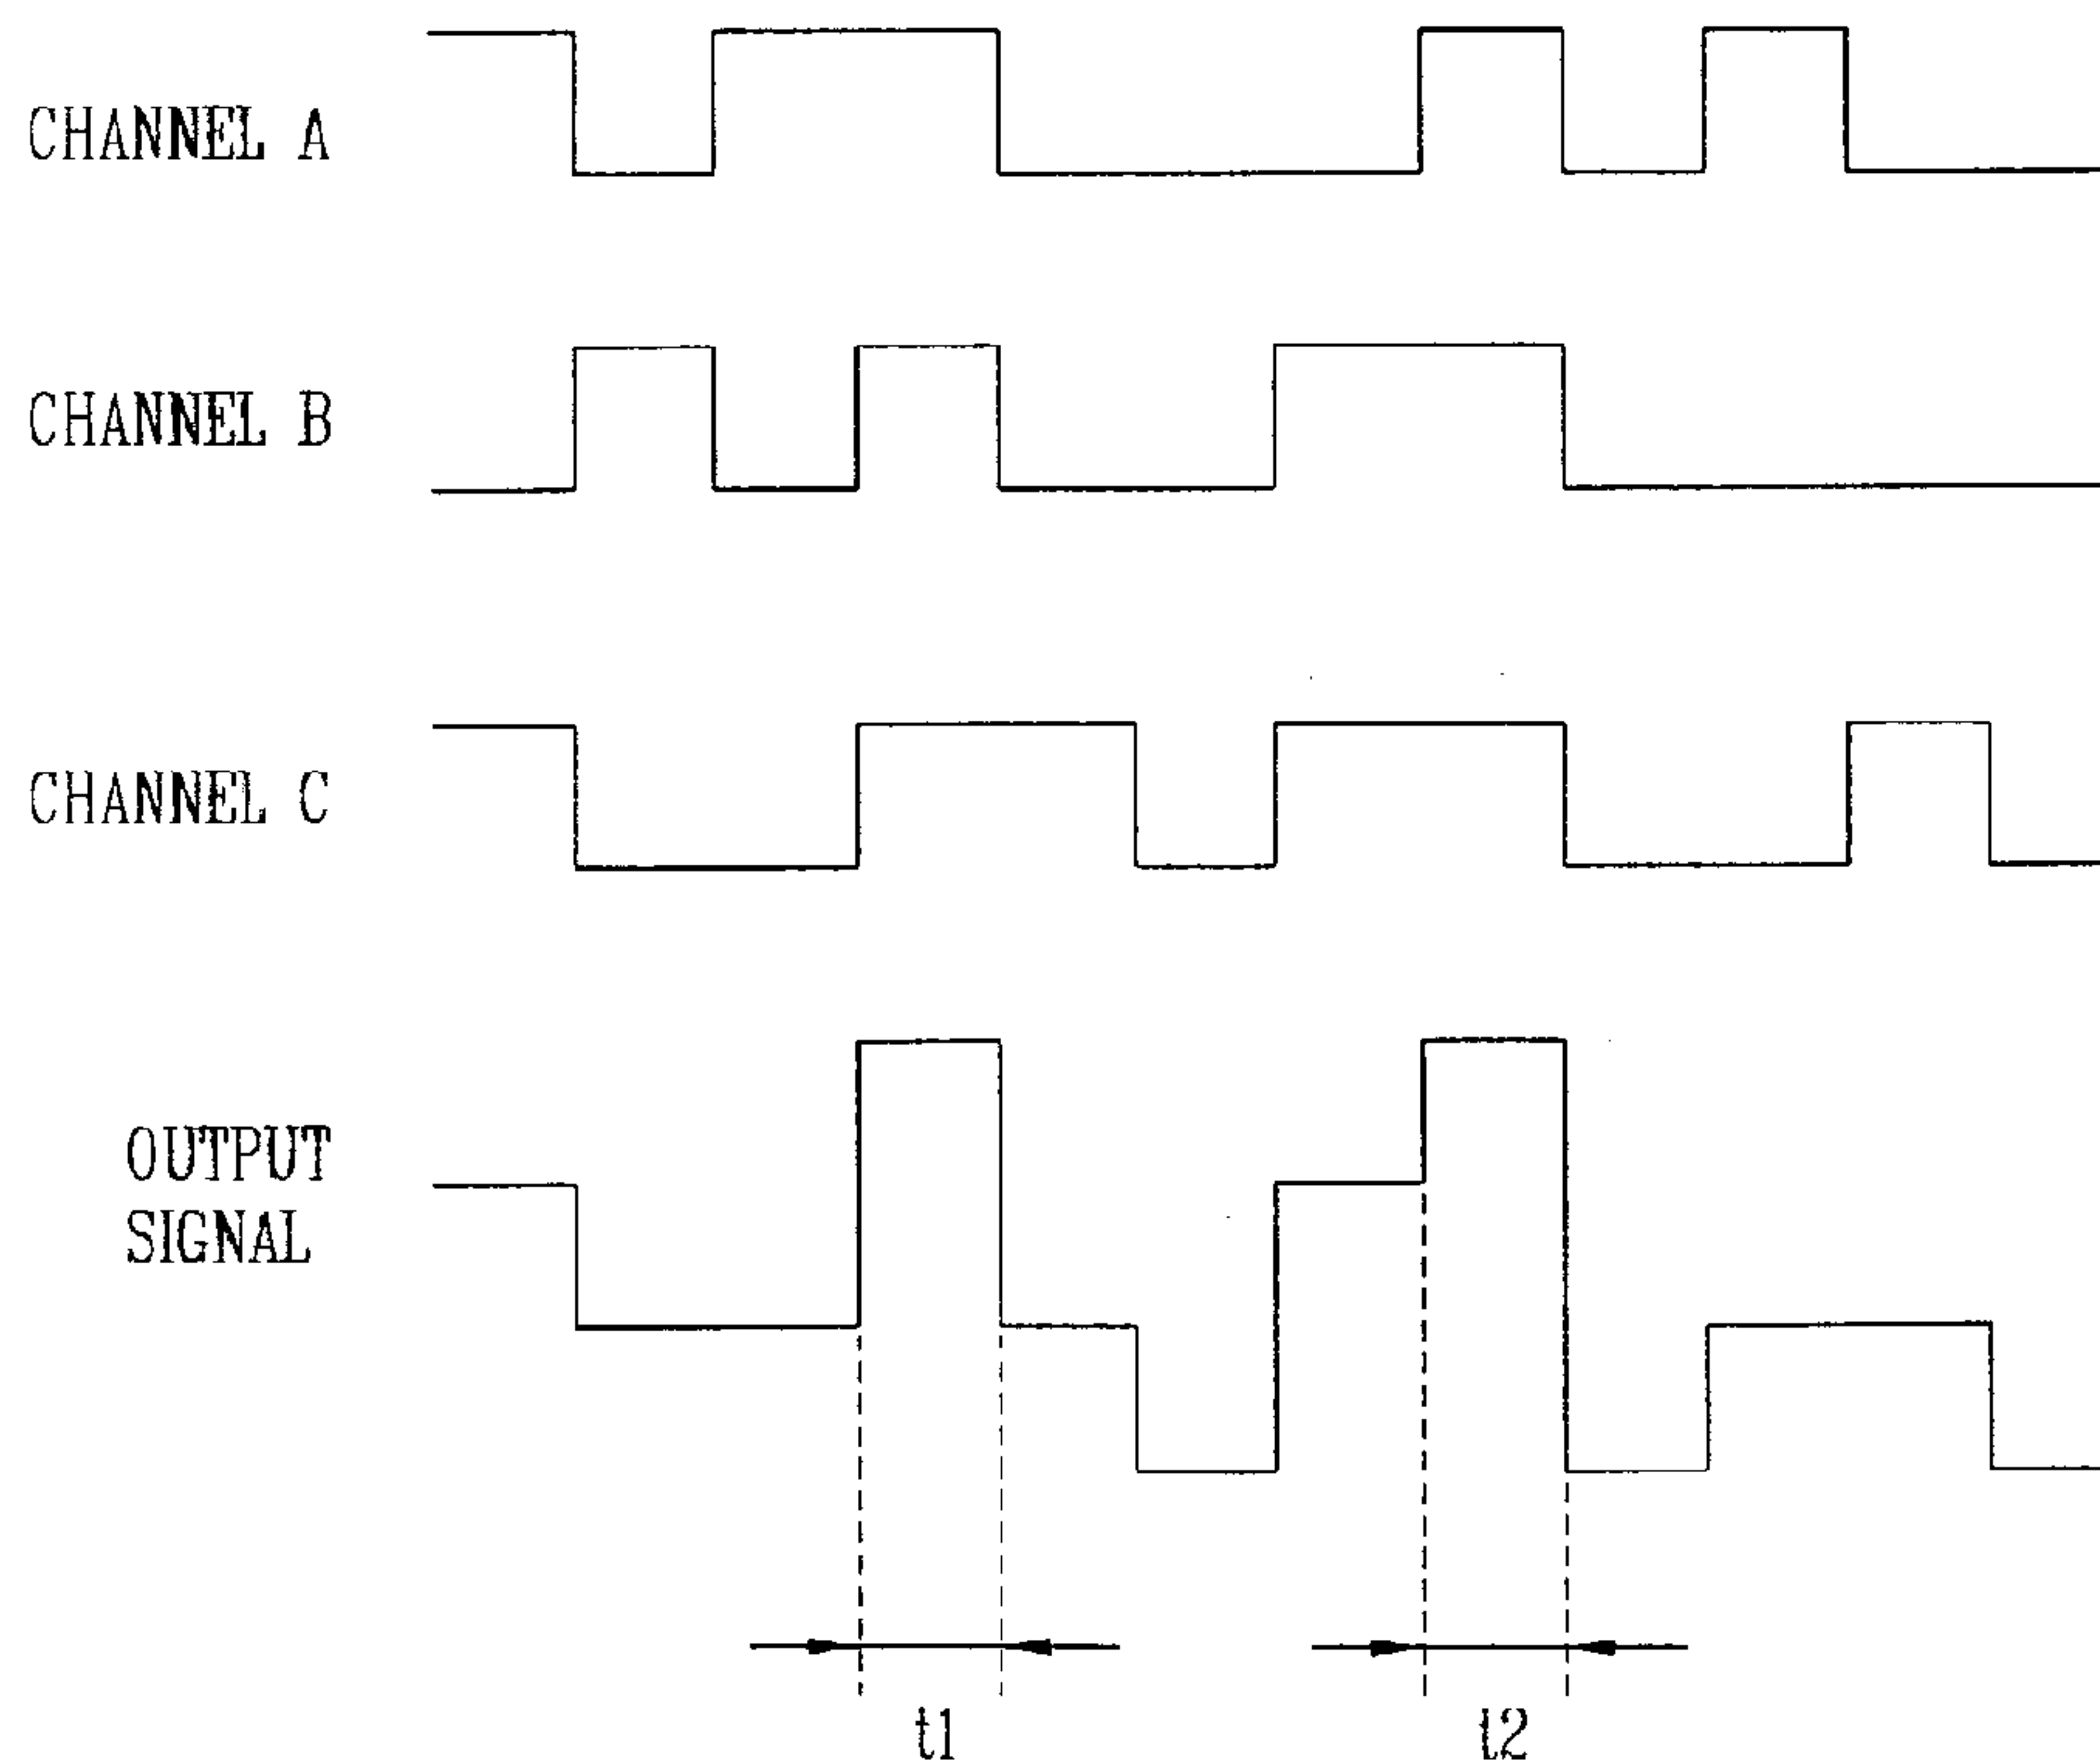 CHANNEL A
CHANNEL B
CHANNEL C
OUTPUT
SIGNAL
t1
t2